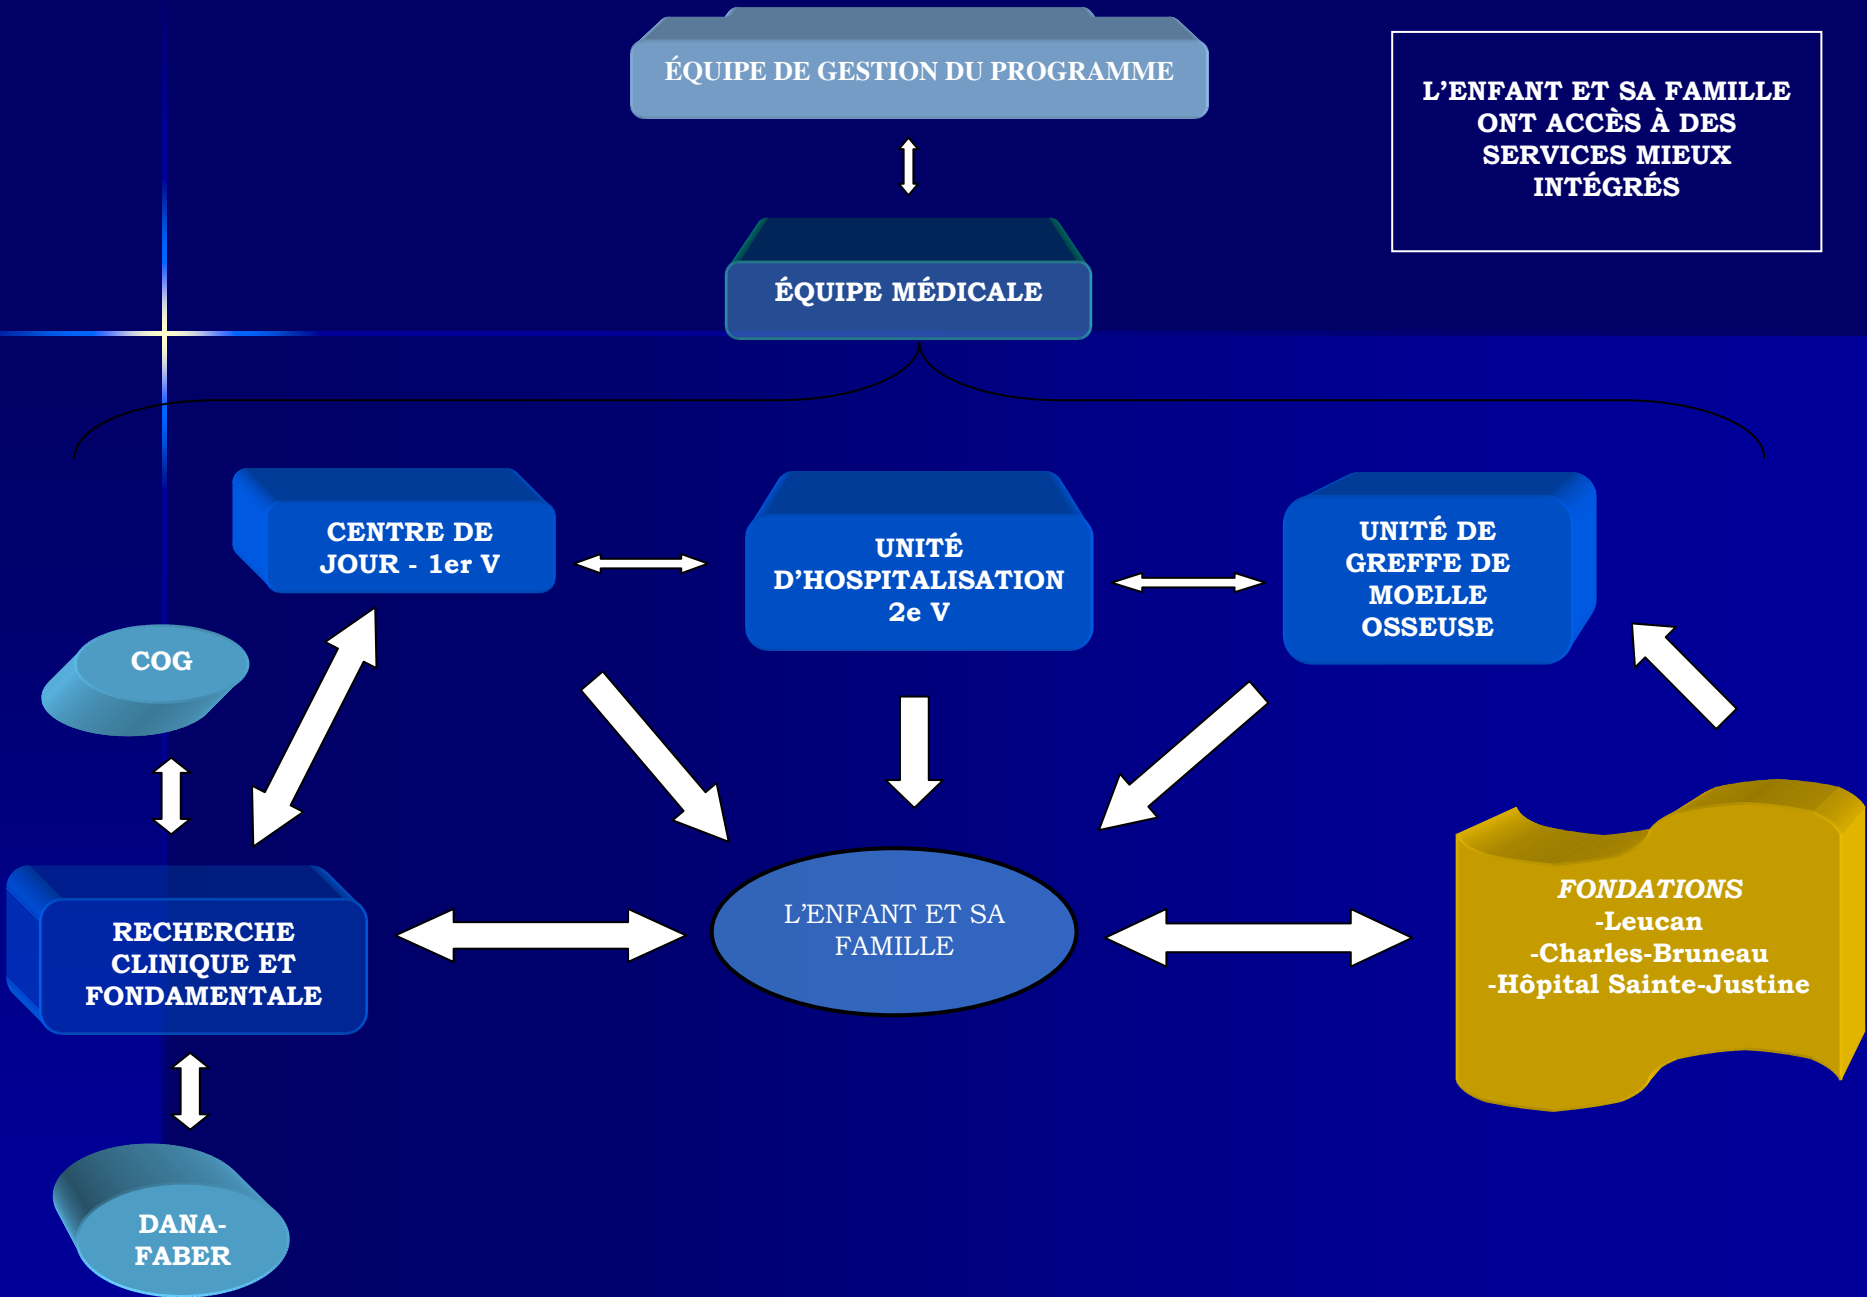 ÉQUIPE DE GESTION DU PROGRAMME
L’ENFANT ET SA FAMILLE
ONT ACCÈS À DES
SERVICES MIEUX
INTÉGRÉS
ÉQUIPE MÉDICALE
CENTRE DE
JOUR - 1er V
UNITÉ
D’HOSPITALISATION
2e V
UNITÉ DE
GREFFE DE
MOELLE
OSSEUSE
COG
RECHERCHE
CLINIQUE ET
FONDAMENTALE
L’ENFANT ET SA
FAMILLE
FONDATIONS
-Leucan
-Charles-Bruneau
-Hôpital Sainte-Justine
DANA-
FABER